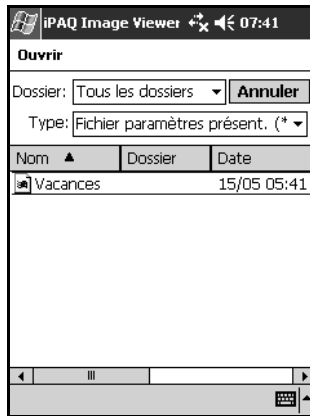 iPAQ Image Viewer 07:41
Ouvrir
Dossier: Tous les dossiers Annuler
Type: Fichier paramètres présent. (*
Nom Dossier Date
Vacances 15/05 05:41